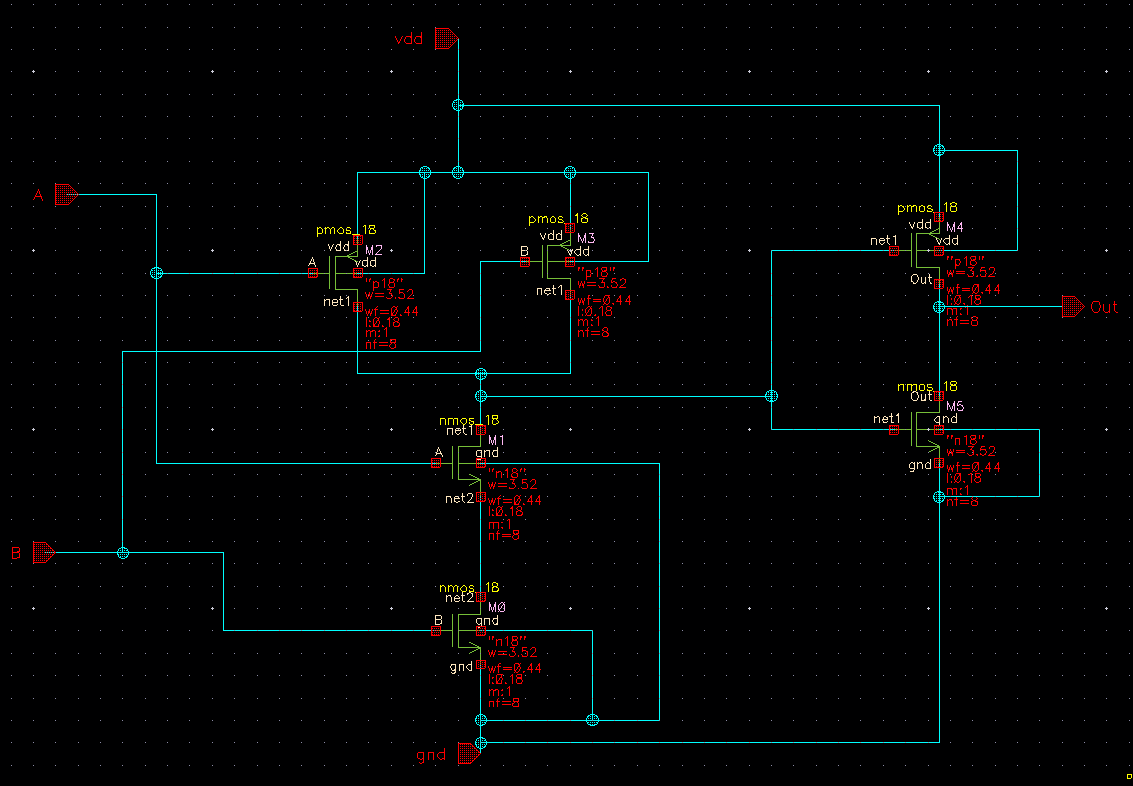 vdd
A
pmos_18
vdd
M2
A
vdd
net1
"p18"
w=3.52
wf=0.44
l:0.18
m:1
nf=8
pmos_18
vdd
M3
B
vdd
net1
"p18"
w=3.52
wf=0.44
l:0.18
m:1
nf=8
pmos_18
vdd
M4
net1
vdd
Out
"p18"
w=3.52
wf=0.44
l:0.18
m:1
nf=8
Out
nmos_18
net1
M1
A
gnd
net2
"n18"
w=3.52
wf=0.44
l:0.18
m:1
nf=8
nmos_18
Out
M5
net1
gnd
gnd
"n18"
w=3.52
wf=0.44
l:0.18
m:1
nf=8
B
nmos_18
net2
M0
B
gnd
gnd
"n18"
w=3.52
wf=0.44
l:0.18
m:1
nf=8
gnd